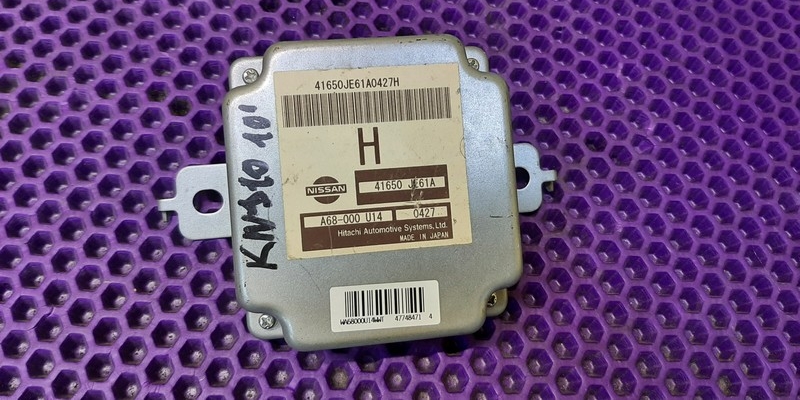 41650JE61A0427H
H
NISSAN
41650 JE61A
A68-000 U14 0427
Hitachi Automotive Systems, Ltd.
MADE IN JAPAN
47748471 4
KNJ10 10'